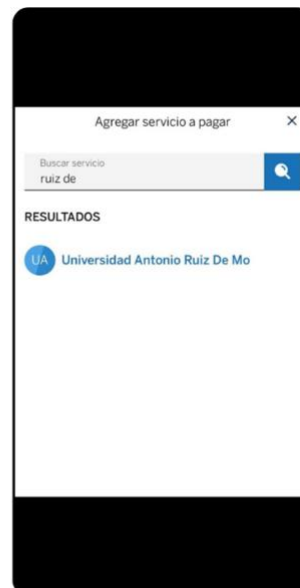 Agregar servicio a pagar ×
Buscar servicio
ruiz de
RESULTADOS
UA Universidad Antonio Ruiz De Mo